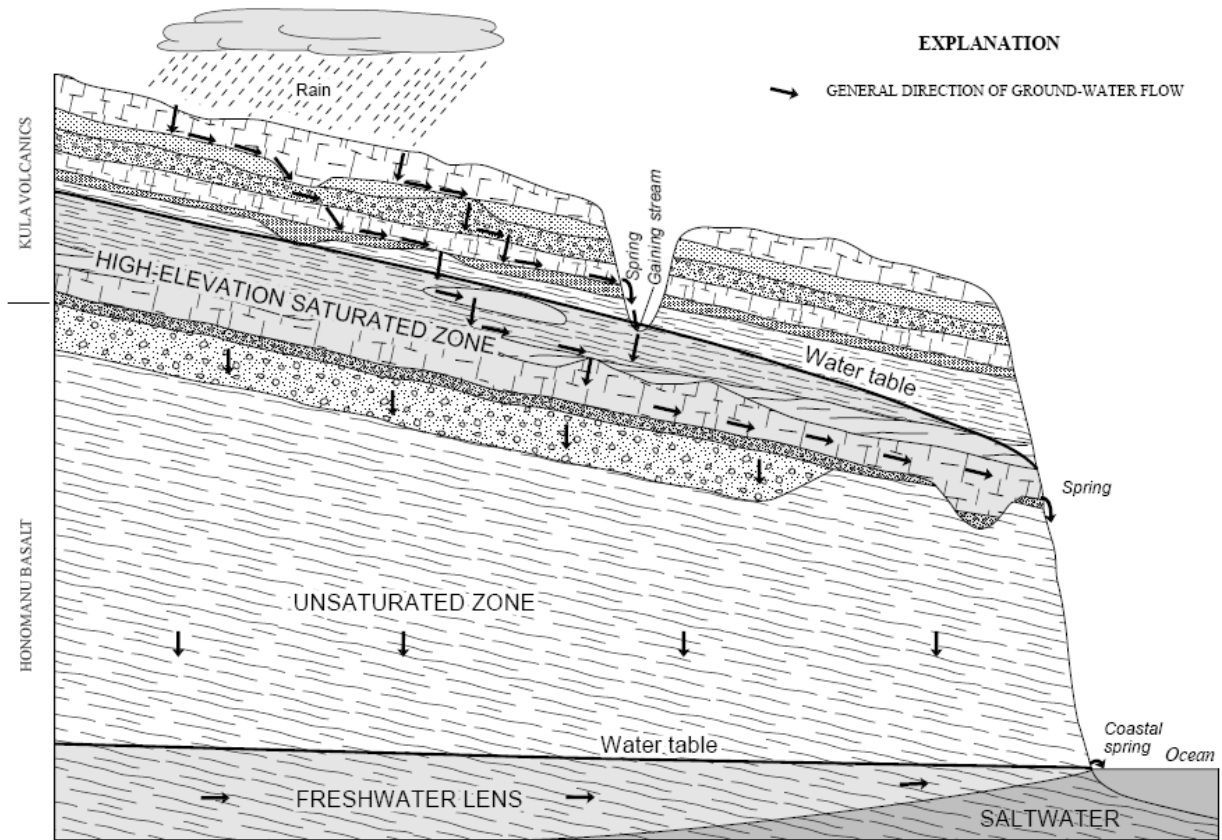 EXPLANATION
GENERAL DIRECTION OF GROUND-WATER FLOW
Rain
KULA VOLCANICS
Spring
Gaining stream
HIGH-ELEVATION SATURATED ZONE
Water table
Spring
UNSATURATED ZONE
HONOMANU BASALT
Water table
Coastal
spring
Ocean
FRESHWATER LENS
SALTWATER